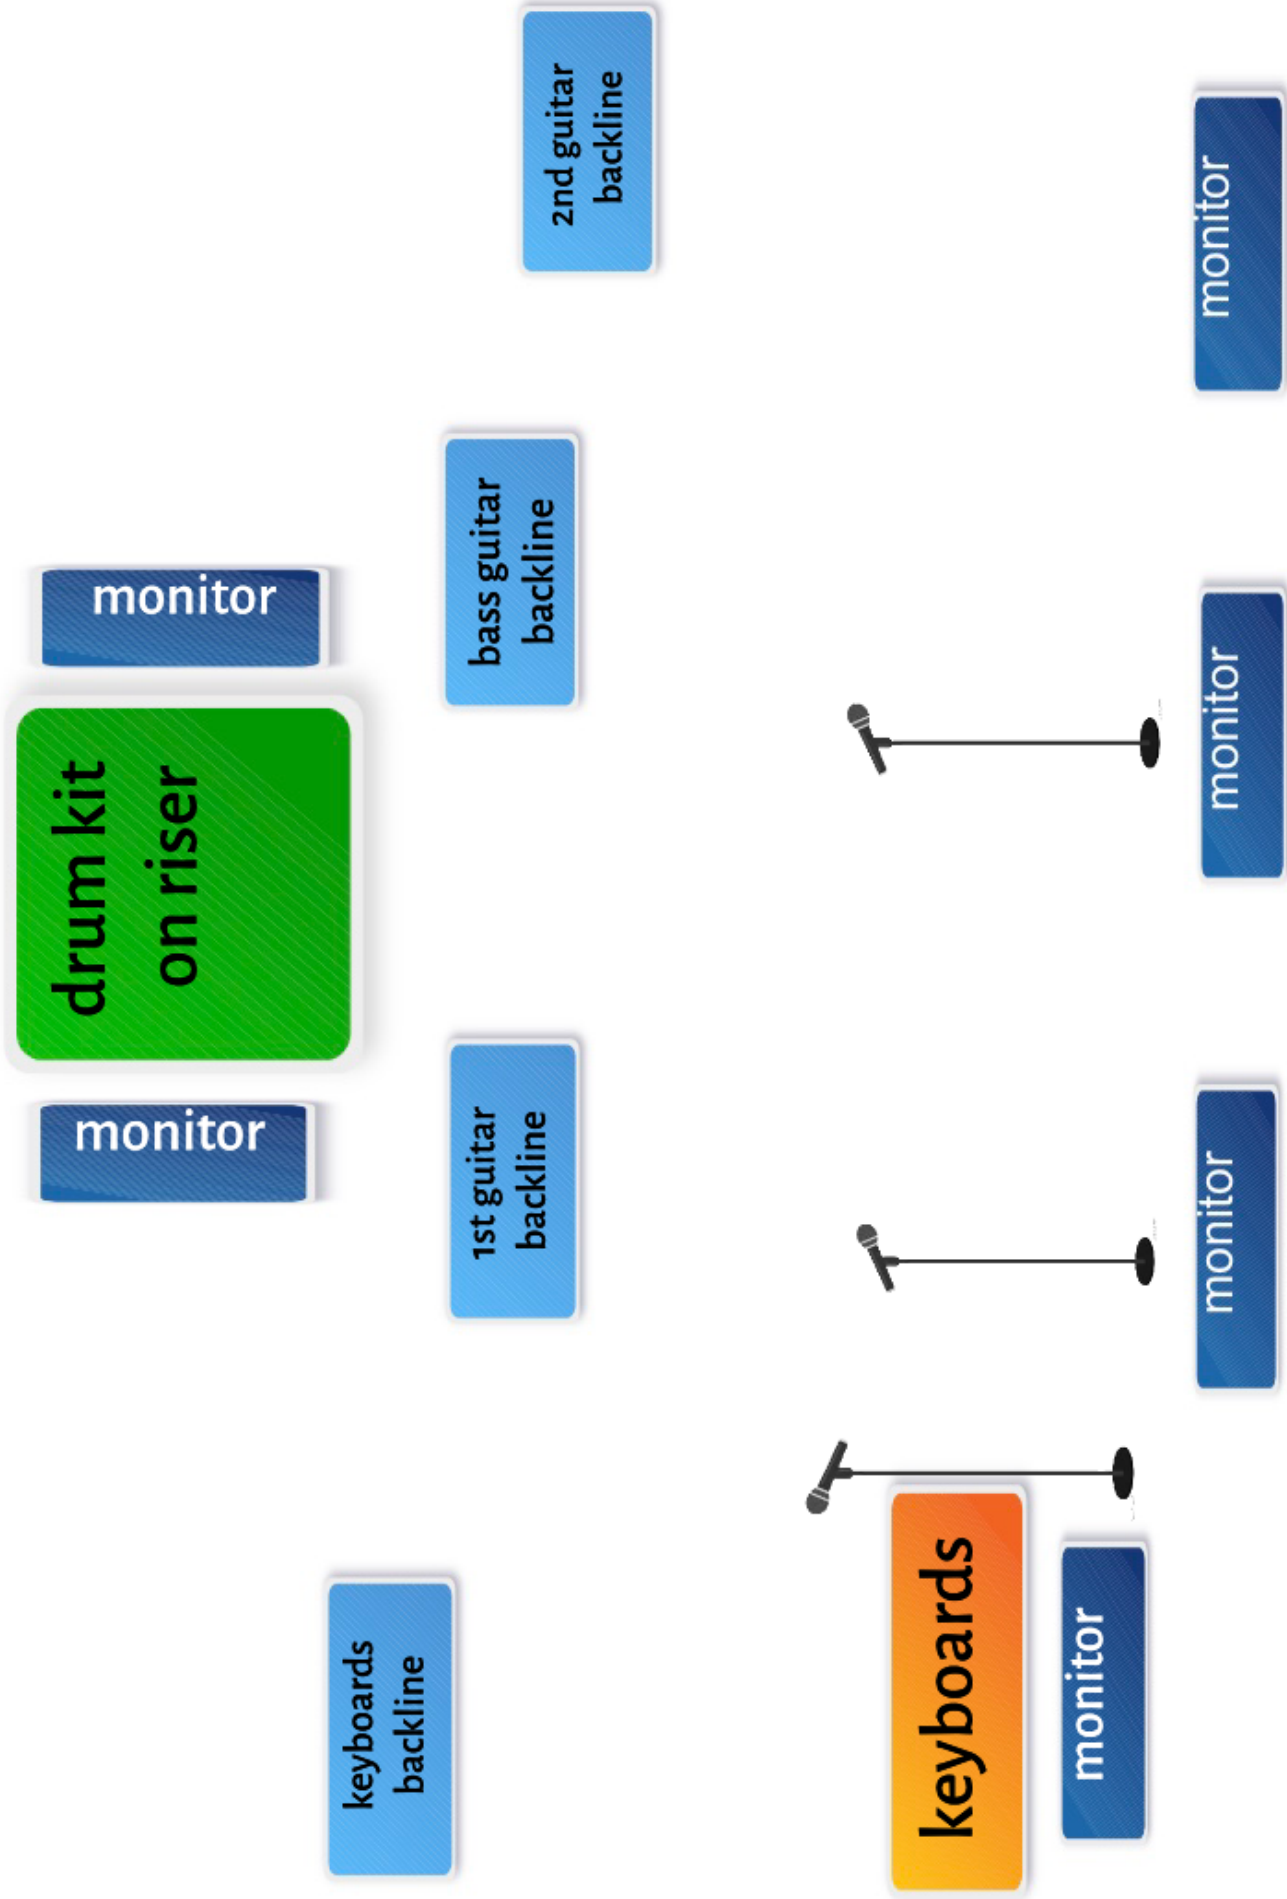 drum kit
on riser
monitor
monitor
keyboards
backline
1st guitar
backline
bass guitar
backline
2nd guitar
backline
keyboards
monitor
monitor
monitor
monitor